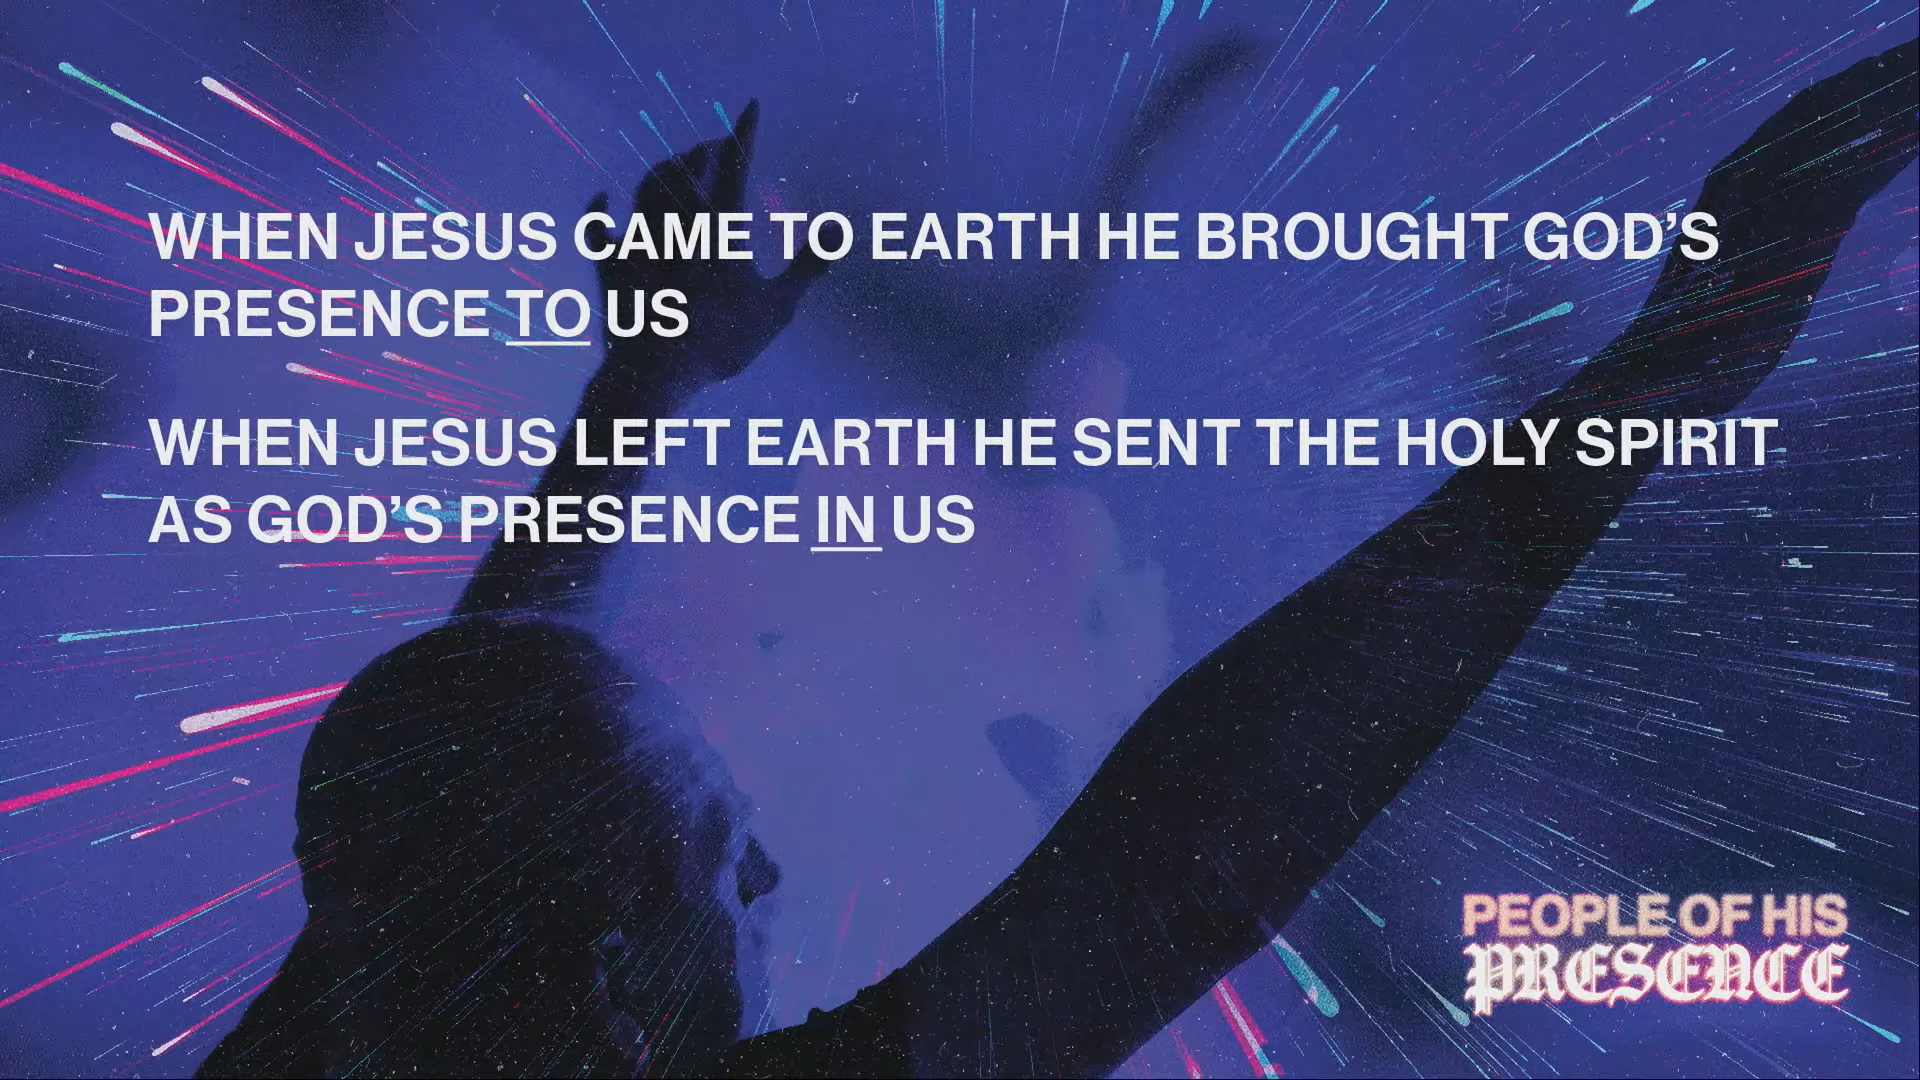 WHEN JESUS CAME TO EARTH HE BROUGHT GOD’S
PRESENCE TO US
WHEN JESUS LEFT EARTH HE SENT THE HOLY SPIRIT
AS GOD’S PRESENCE IN US
PEOPLE OF HIS
PRESENCE